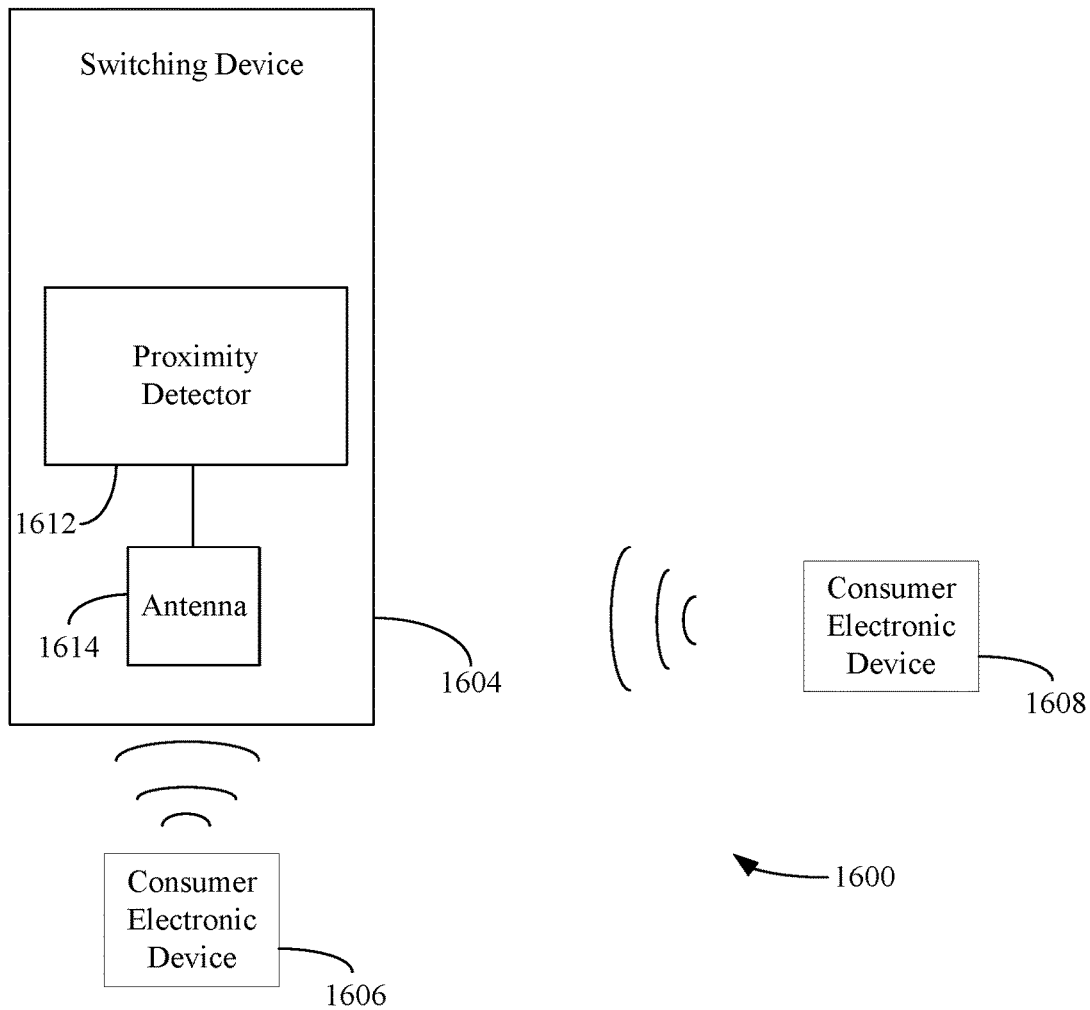 Switching Device
Proximity
Detector
1612
Antenna
1614
1604
Consumer
Electronic
Device
1608
1600
Consumer
Electronic
Device
1606